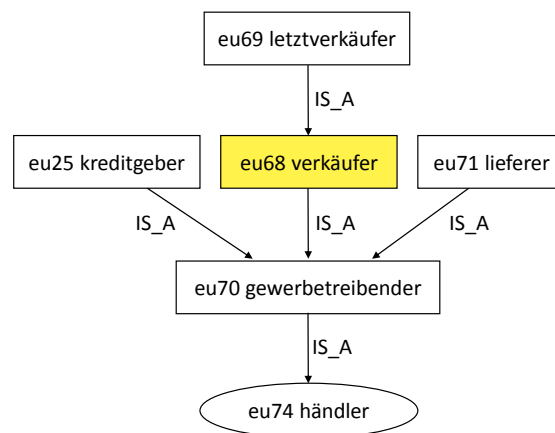 eu69 letztverkäufer
IS_A
eu25 kreditgeber
eu68 verkäufer
eu71 lieferer
IS_A
IS_A
IS_A
eu70 gewerbetreibender
IS_A
eu74 händler